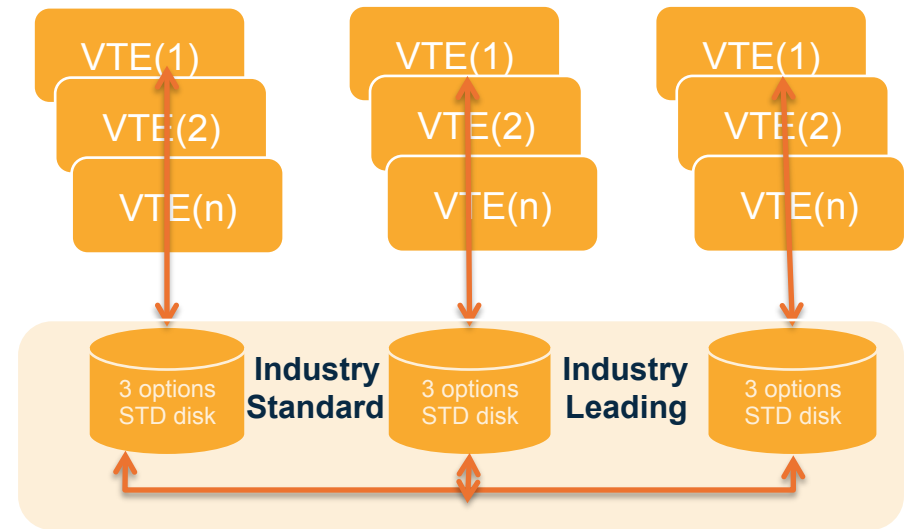 VTE(1)
VTE(2)
VTE(n)
VTE(1)
VTE(2)
VTE(n)
VTE(1)
VTE(2)
VTE(n)
3 options
STD disk
Industry
Standard
3 options
STD disk
Industry
Leading
3 options
STD disk